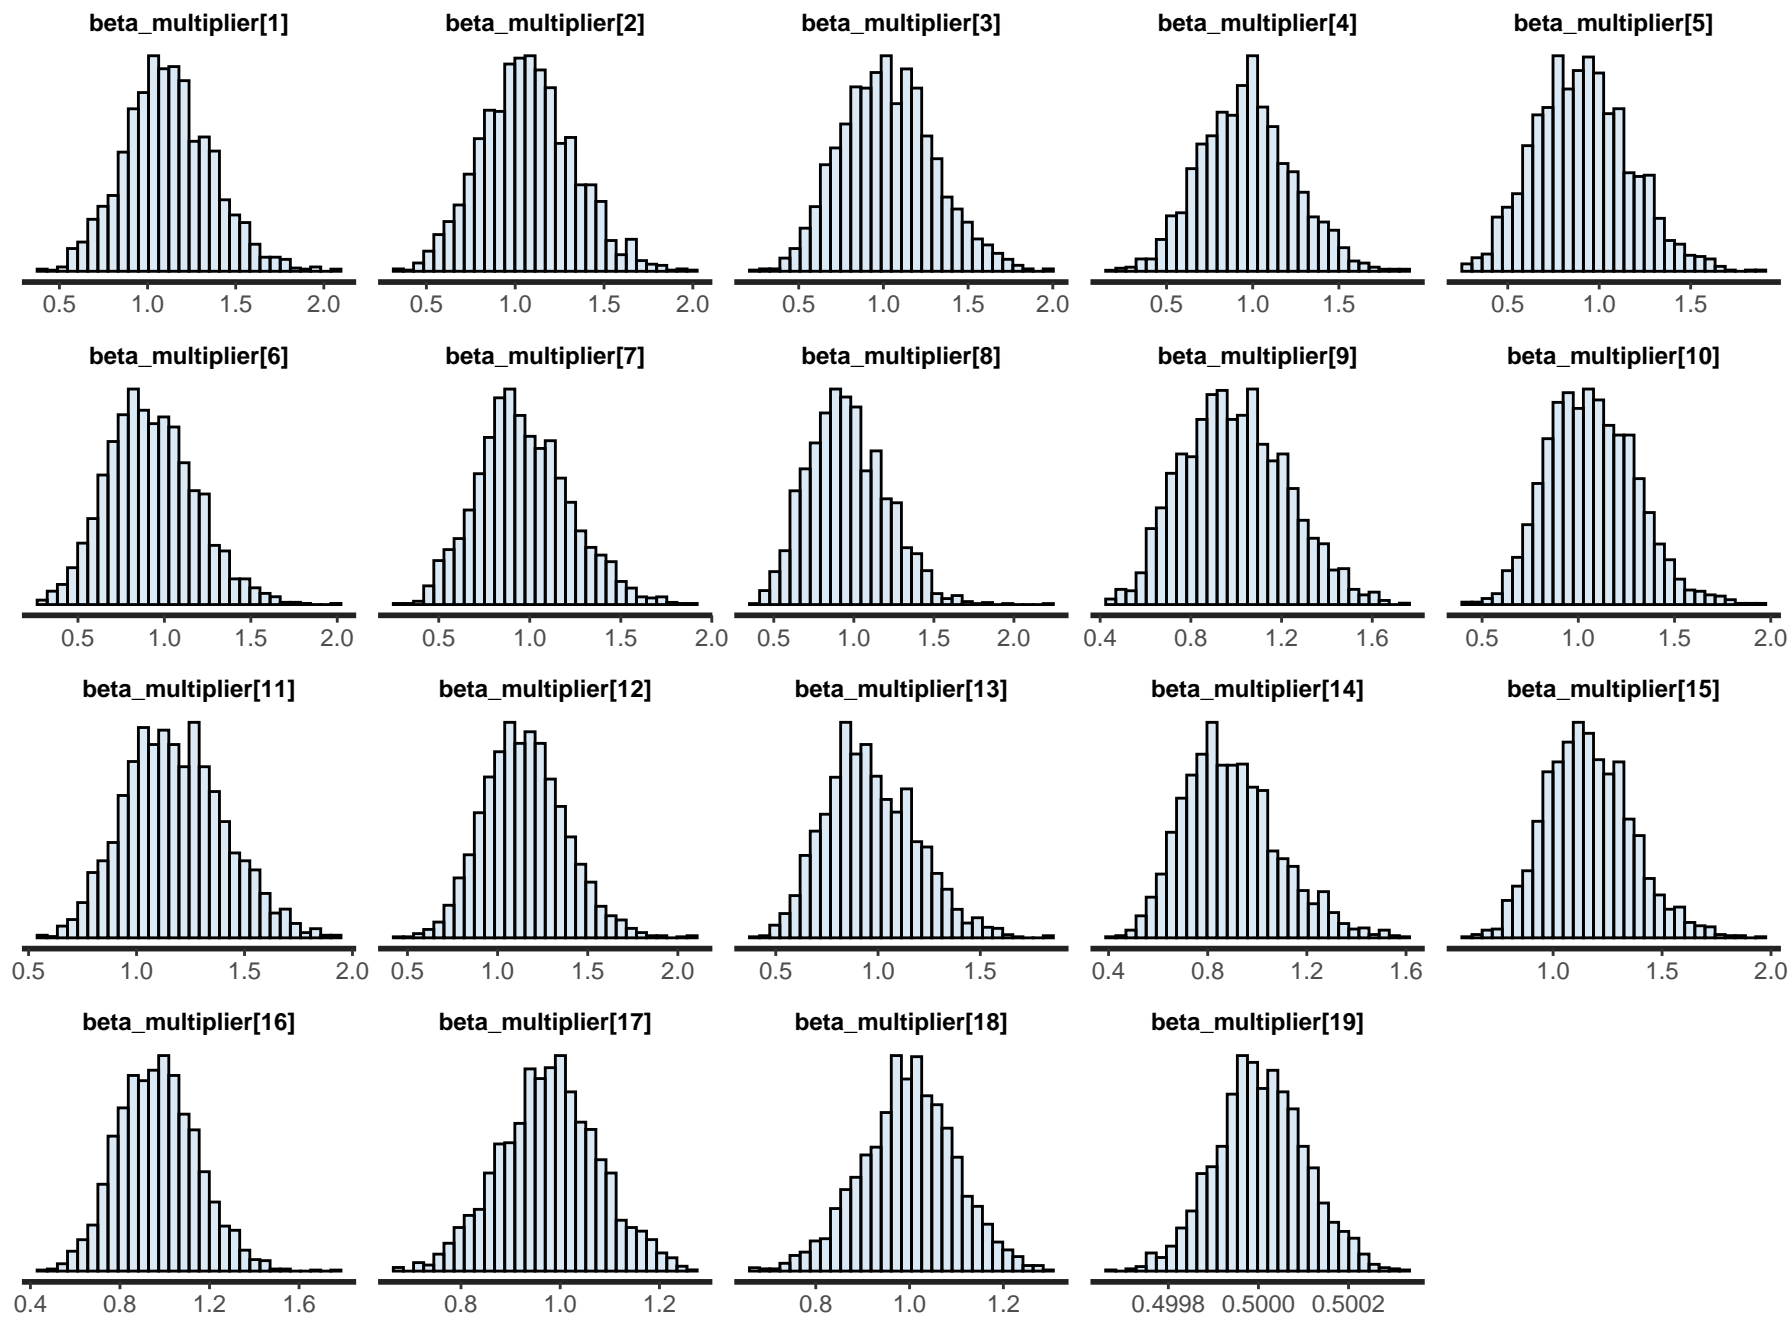 beta_multiplier[1] beta_multiplier[2] beta_multiplier[3] beta_multiplier[4] beta_multiplier[5]
0.5 1.0 1.5 2.0 0.5 1.0 1.5 2.0 0.5 1.0 1.5 2.0 0.5 1.0 1.5 0.5 1.0 1.5
beta_multiplier[6] beta_multiplier[7] beta_multiplier[8] beta_multiplier[9] beta_multiplier[10]
0.5 1.0 1.5 2.0 0.5 1.0 1.5 2.0 0.5 1.0 1.5 2.0 0.4 0.8 1.2 1.6 0.5 1.0 1.5 2.0
beta_multiplier[11] beta_multiplier[12] beta_multiplier[13] beta_multiplier[14] beta_multiplier[15]
0.5 1.0 1.5 2.0 0.5 1.0 1.5 2.0 0.5 1.0 1.5 0.4 0.8 1.2 1.6 1.0 1.5 2.0
beta_multiplier[16] beta_multiplier[17] beta_multiplier[18] beta_multiplier[19]
0.4 0.8 1.2 1.6 0.8 1.0 1.2 0.8 1.0 1.2 0.4998 0.5000 0.5002